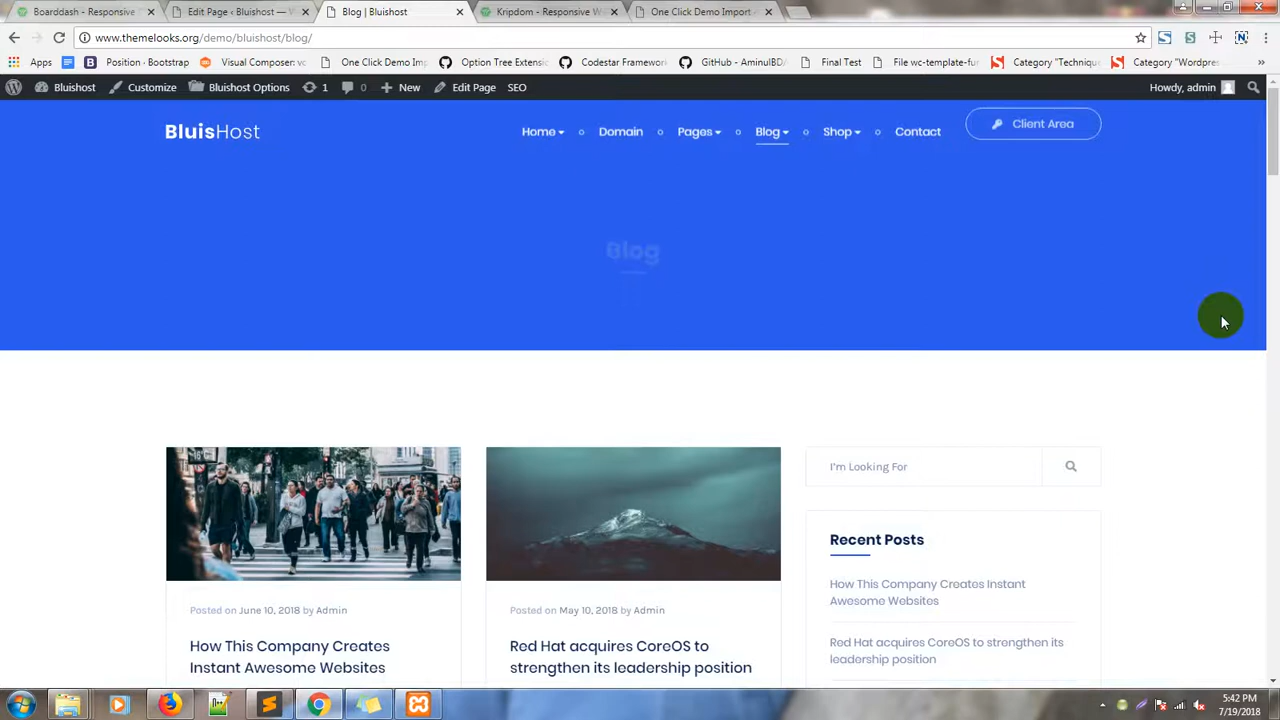 Boarddash - Responsive
Edit Page ‹ Bluishost — W
Blog | Bluishost
Kripdom - Responsive W
One Click Demo Import
www.themelooks.org/demo/bluishost/blog/
Apps
Position · Bootstrap
Visual Composer: vc
One Click Demo Imp
Option Tree Extensi
Codestar Framework
GitHub - AminulBDA
Final Test
File wc-template-fun
Category "Technique
Category "Wordpres
Bluishost
Customize
Bluishost Options
1
0
New
Edit Page
SEO
Howdy, admin
BluisHost
Home
Domain
Pages
Blog
Shop
Contact
Client Area
Blog
I'm Looking For
Recent Posts
How This Company Creates Instant
Awesome Websites
Red Hat acquires CoreOS to strengthen its
leadership position
Posted on June 10, 2018 by Admin
How This Company Creates
Instant Awesome Websites
Posted on May 10, 2018 by Admin
Red Hat acquires CoreOS to
strengthen its leadership position
5:42 PM
7/19/2018